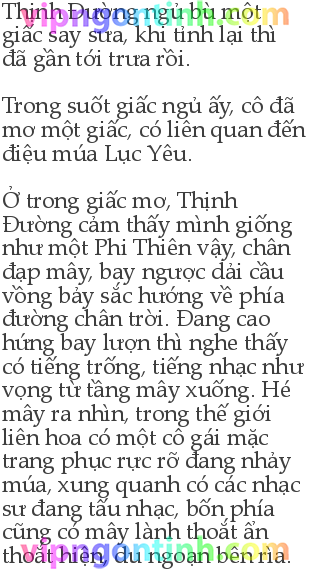 Thịnh Đường ngủ bù một
vipngontinh.com
giấc say sưa, khi tỉnh lại thì
đã gần tới trưa rồi.
Trong suốt giấc ngủ ấy, cô đã
mơ một giấc, có liên quan đến
điệu múa Lục Yêu.
Ở trong giấc mơ, Thịnh
Đường cảm thấy mình giống
như một Phi Thiên vậy, chân
đạp mây, bay ngược dải cầu
vồng bảy sắc hướng về phía
đường chân trời. Đang cao
hứng bay lượn thì nghe thấy
có tiếng trống, tiếng nhạc như
vọng từ tầng mây xuống. Hé
mây ra nhìn, trong thế giới
liên hoa có một cô gái mặc
trang phục rực rỡ đang nhảy
múa, xung quanh có các nhạc
sư đang tấu nhạc, bốn phía
cũng có mây lành thoắt ẩn
vipngontinh.com
thoắt hiện, du ngoạn bên rìa.